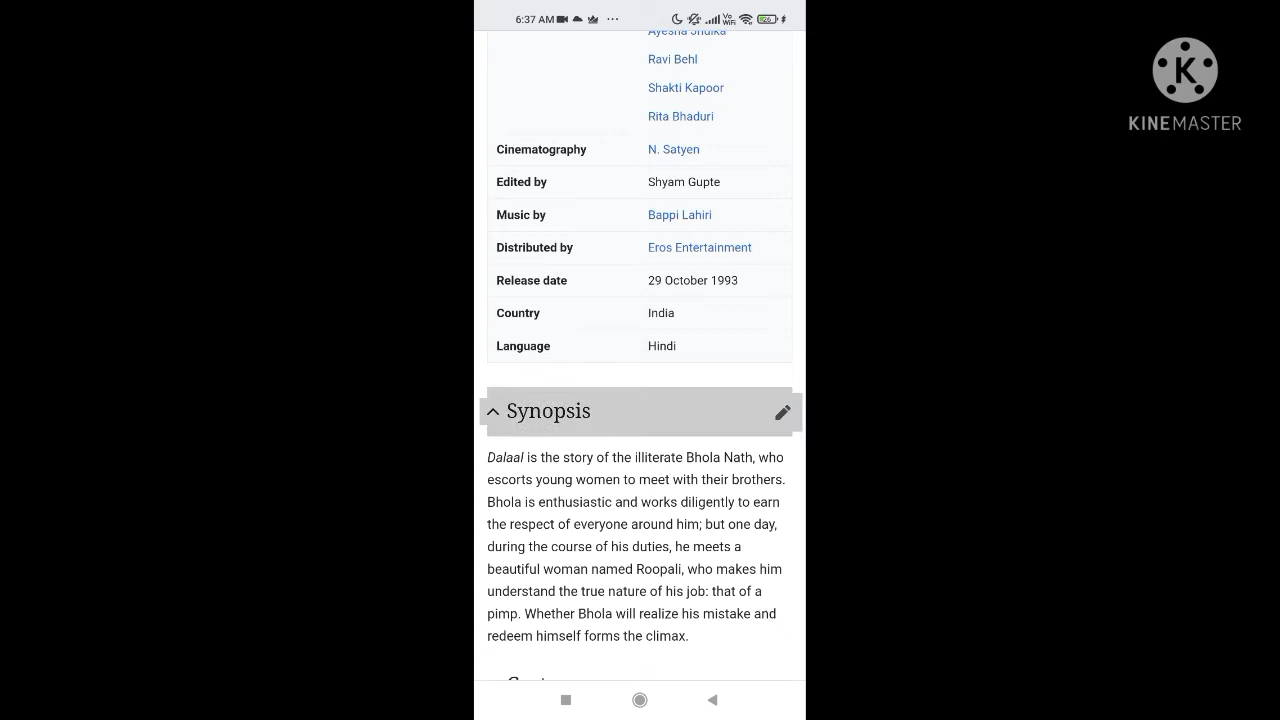 6:37 AM
26
Ayesha Jhulka
Ravi Behl
Shakti Kapoor
Rita Bhaduri
Cinematography N. Satyen
Edited by Shyam Gupte
Music by Bappi Lahiri
Distributed by Eros Entertainment
Release date 29 October 1993
Country India
Language Hindi
Synopsis
Dalaal is the story of the illiterate Bhola Nath, who
escorts young women to meet with their brothers.
Bhola is enthusiastic and works diligently to earn
the respect of everyone around him; but one day,
during the course of his duties, he meets a
beautiful woman named Roopali, who makes him
understand the true nature of his job: that of a
pimp. Whether Bhola will realize his mistake and
redeem himself forms the climax.
K
KINEMASTER